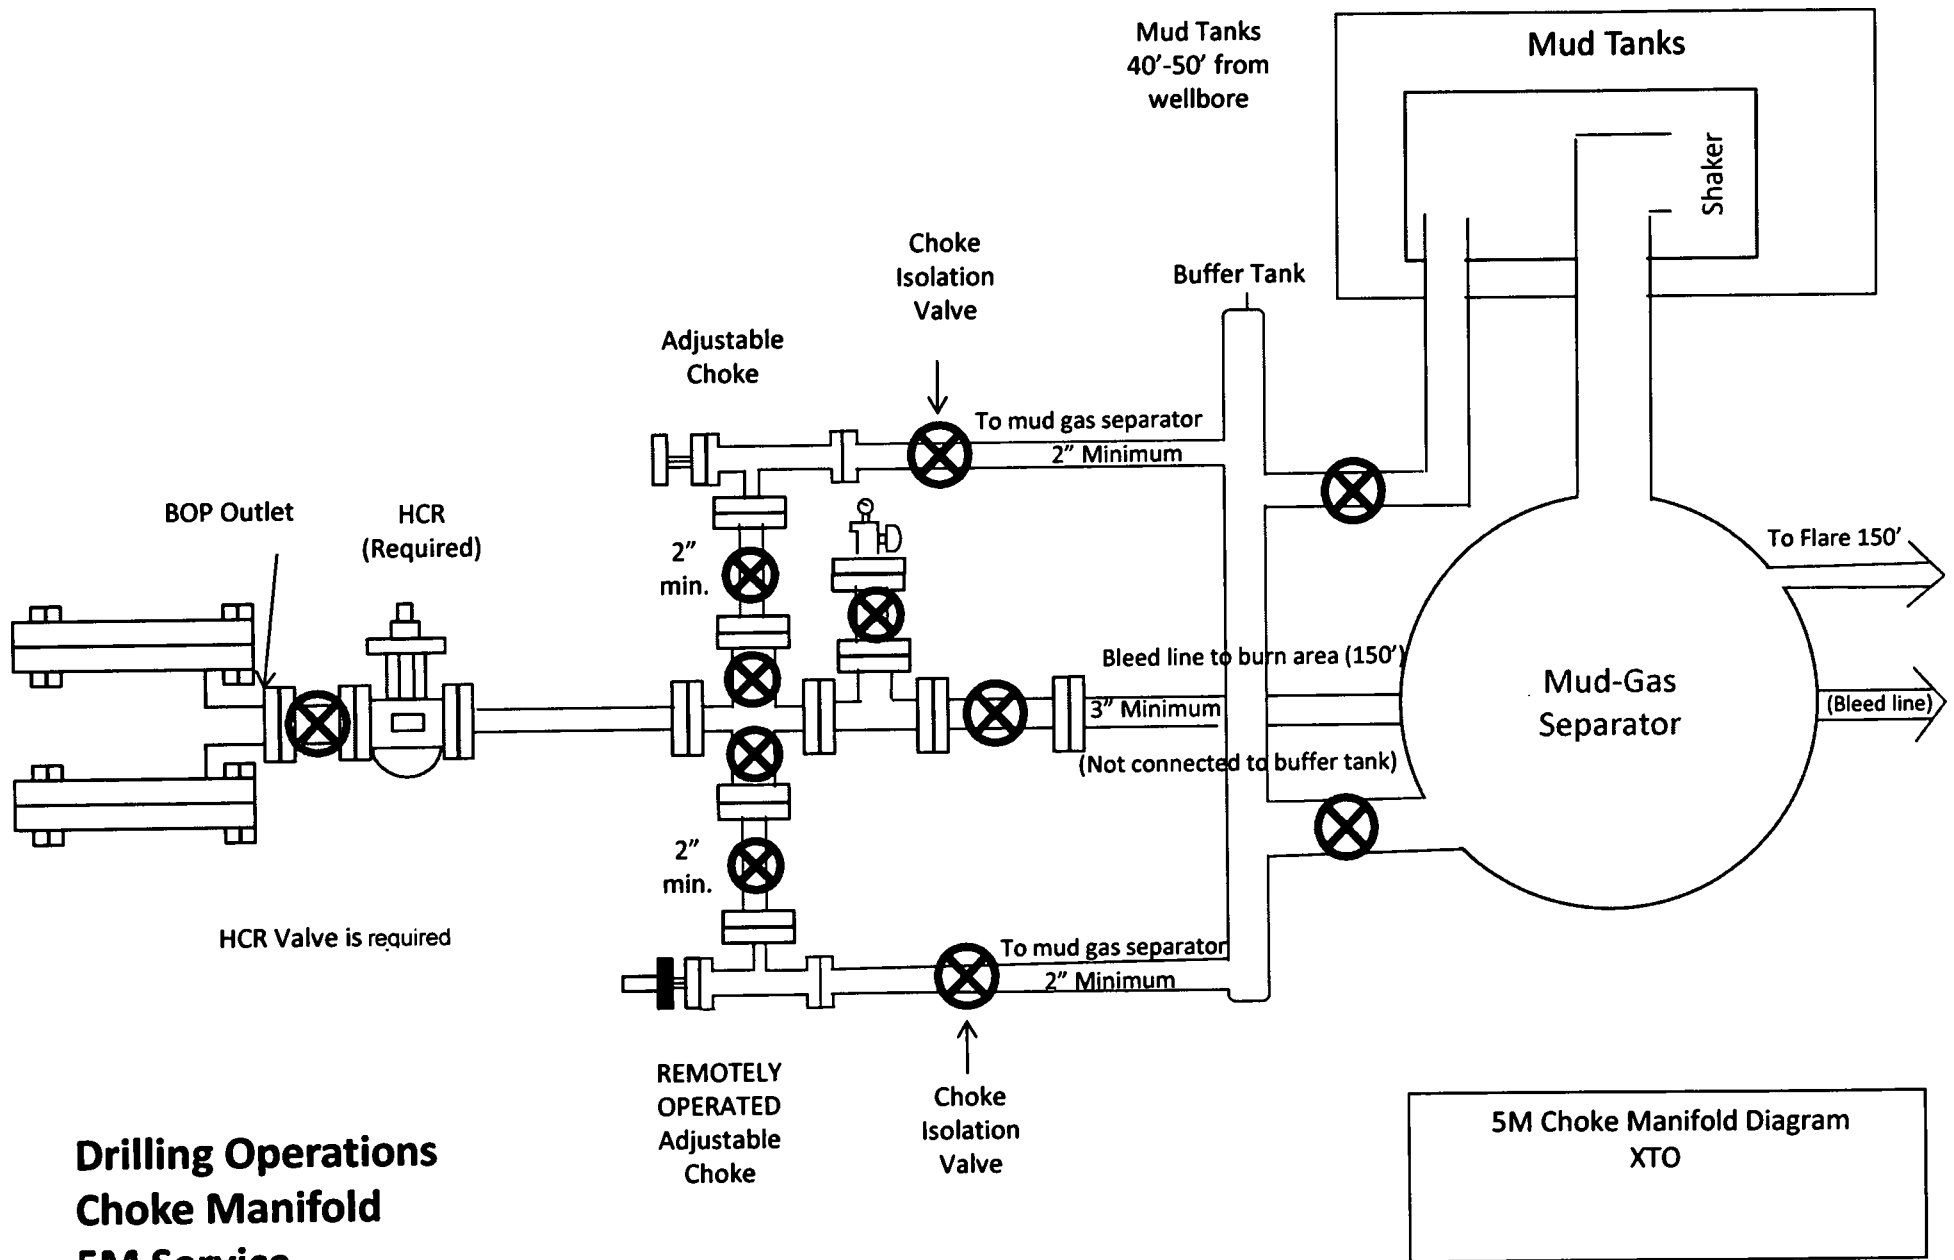 Mud Tanks
40'-50' from
wellbore
Mud Tanks
Shaker
Choke
Isolation
Valve
Buffer Tank
Adjustable
Choke
To mud gas separator
2" Minimum
BOP Outlet
HCR
(Required)
2"
min.
To Flare 150'
Bleed line to burn area (150')
3" Minimum
(Not connected to buffer tank)
Mud-Gas
Separator
(Bleed line)
2"
min.
HCR Valve is required
To mud gas separator
2" Minimum
REMOTELY
OPERATED
Adjustable
Choke
Choke
Isolation
Valve
5M Choke Manifold Diagram
XTO
Drilling Operations
Choke Manifold
5M Service